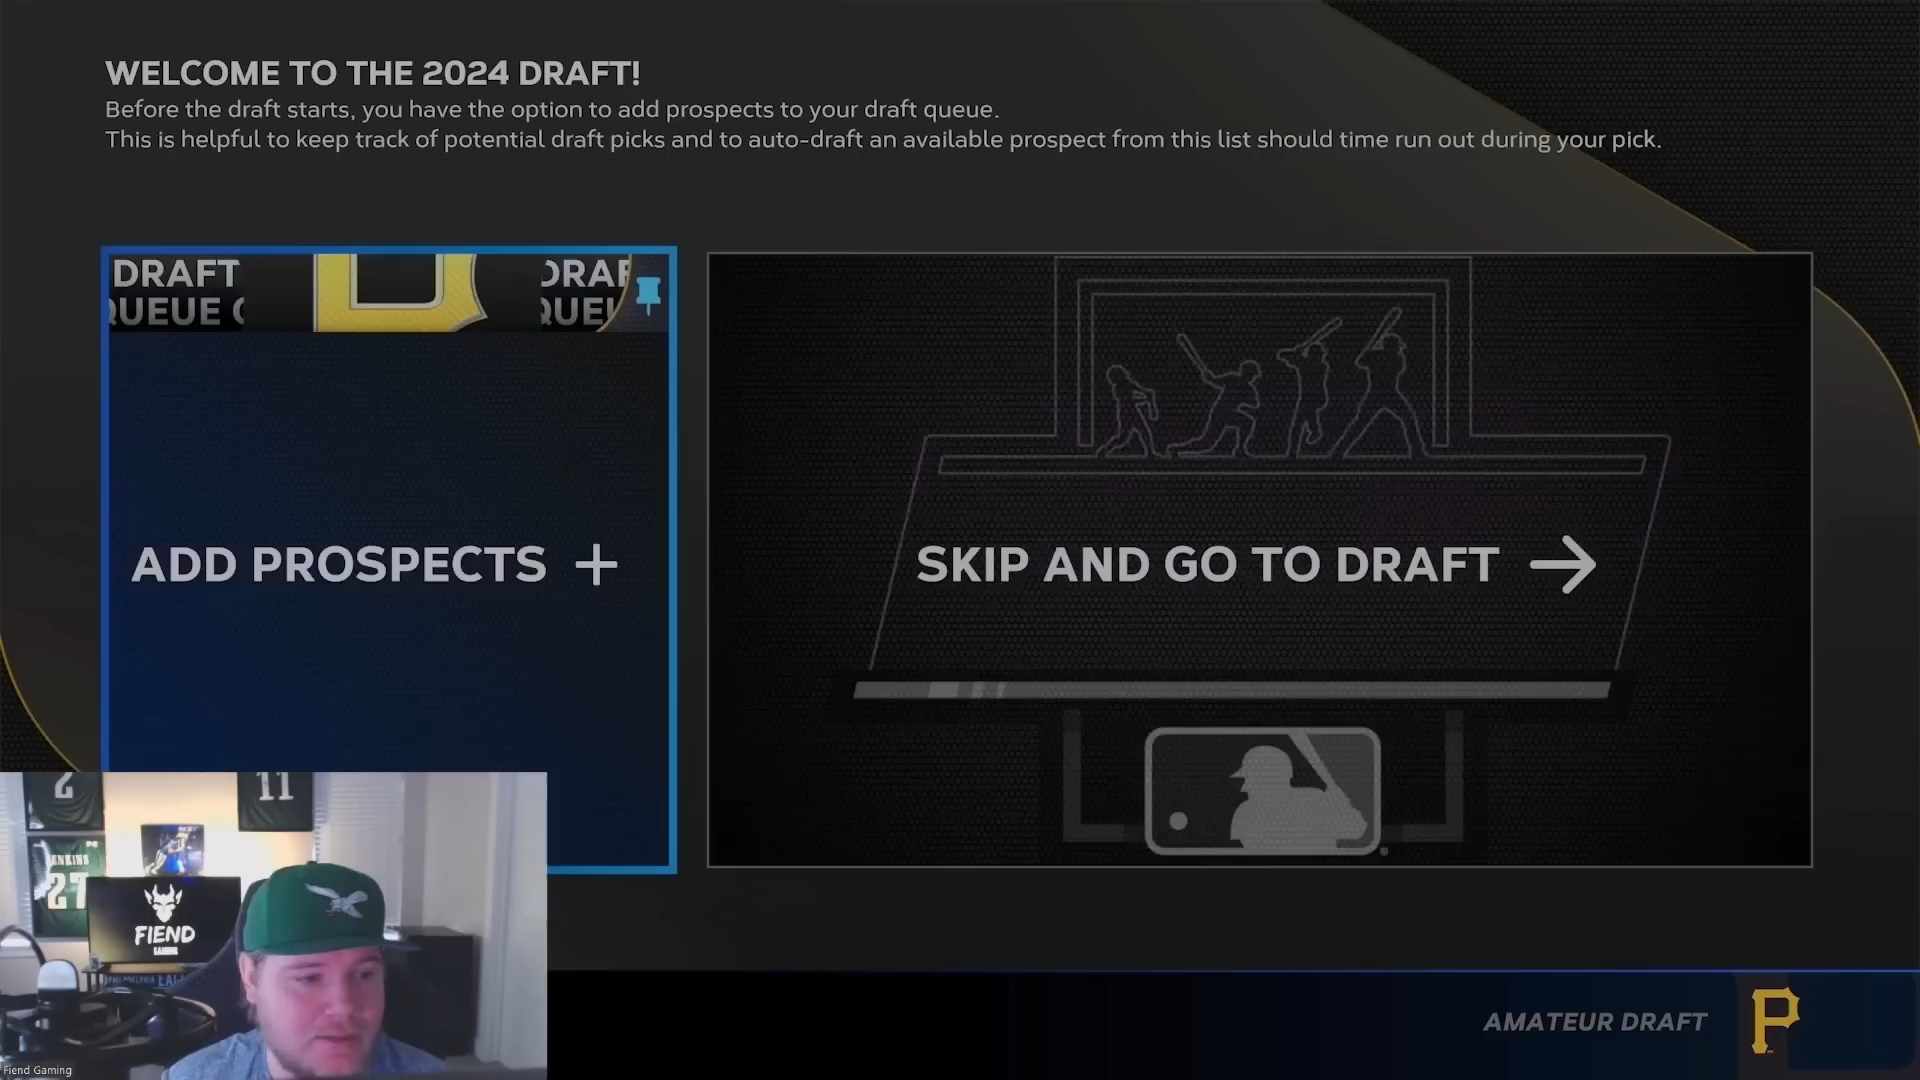 WELCOME TO THE 2024 DRAFT!
Before the draft starts, you have the option to add prospects to your draft queue.
This is helpful to keep track of potential draft picks and to auto-draft an available prospect from this list should time run out during your pick.
DRAFT
QUEUE
ADD PROSPECTS +
SKIP AND GO TO DRAFT →
2
11
27
FIEND
AMATEUR DRAFT
P
Fiend Gaming